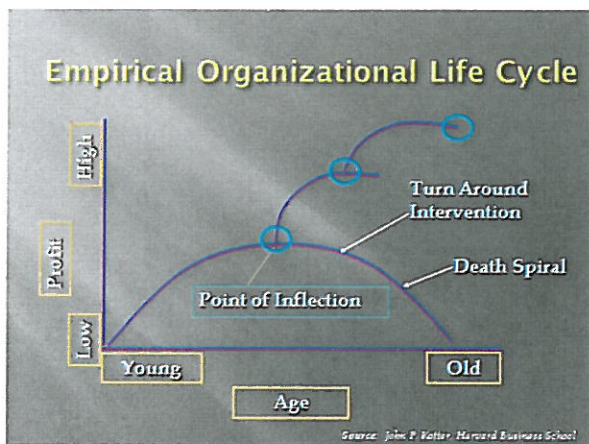 Empirical Organizational Life Cycle
High
Profit
Low
Turn Around
Intervention
Death Spiral
Point of Inflection
Young
Old
Age
Source: John P. Kotter, Harvard Business School